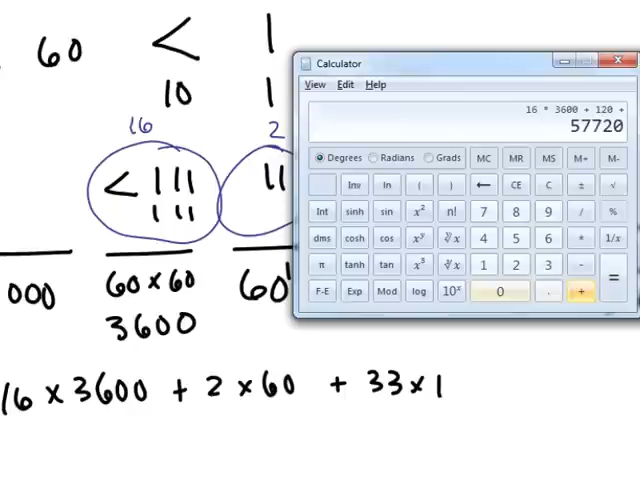 60 < 1
10 1
16 2
< 111 11
111
000 60 × 60 60¹
3600
16 × 3600 + 2 × 60 + 33 × 1
Calculator
View Edit Help
16 * 3600 + 120 +
57720
Degrees Radians Grads MC MR MS M+ M-
Inv ln ( ) ← CE C ± √
Int sinh sin x² n! 7 8 9 / %
dms cosh cos xʸ ʸ√x 4 5 6 * 1/x
π tanh tan x³ ³√x 1 2 3 - =
F-E Exp Mod log 10ˣ 0 . +